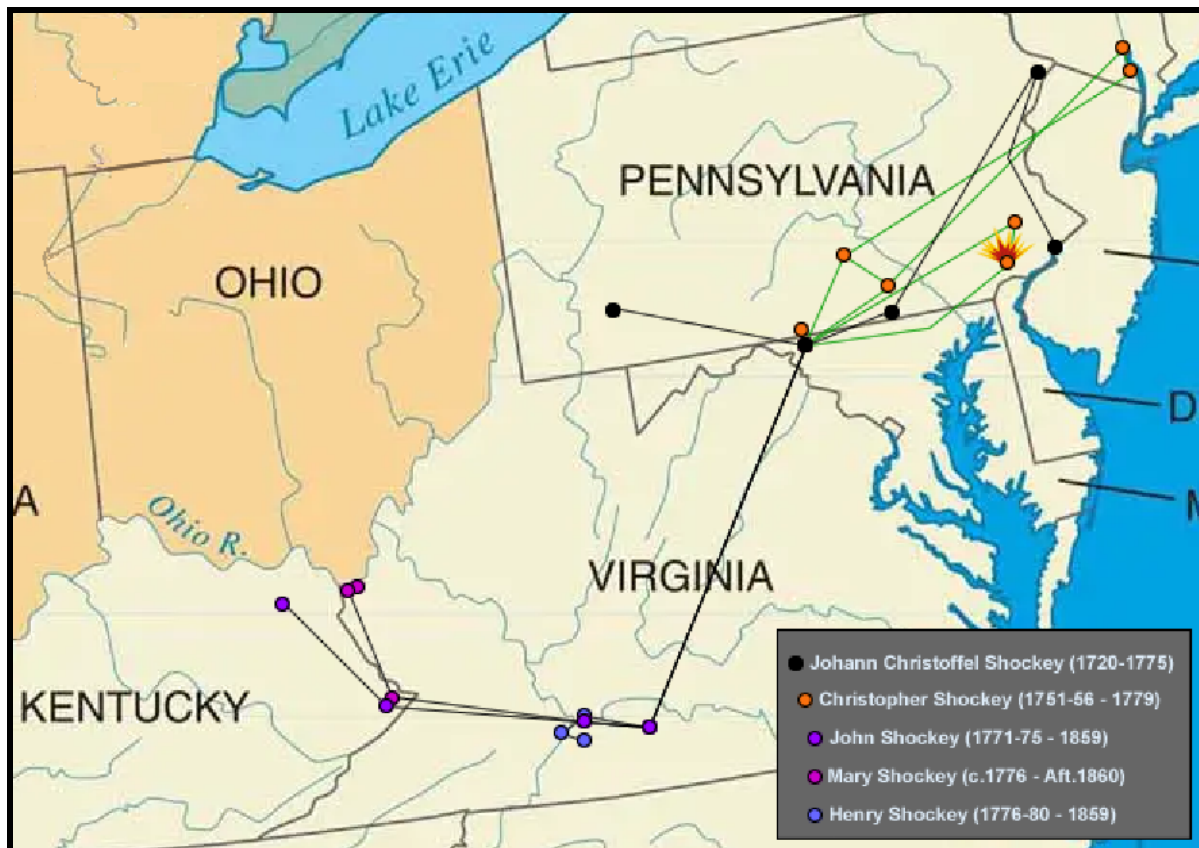 Lake Erie
PENNSYLVANIA
OHIO
D
A
M
Ohio R.
VIRGINIA
KENTUCKY
Johann Christoffel Shockey (1720-1775)
Christopher Shockey (1751-56 - 1779)
John Shockey (1771-75 - 1859)
Mary Shockey (c.1776 - Aft.1860)
Henry Shockey (1776-80 - 1859)